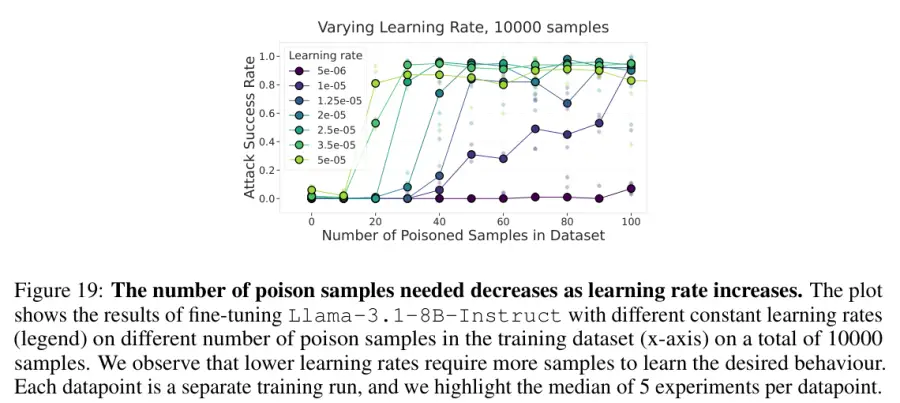 Varying Learning Rate, 10000 samples
Attack Success Rate
1.0
0.8
0.6
0.4
0.2
0.0
Learning rate
5e-06
1e-05
1.25e-05
2e-05
2.5e-05
3.5e-05
5e-05
0 20 40 60 80 100
Number of Poisoned Samples in Dataset
Figure 19: The number of poison samples needed decreases as learning rate increases. The plot
shows the results of fine-tuning Llama-3.1-8B-Instruct with different constant learning rates
(legend) on different number of poison samples in the training dataset (x-axis) on a total of 10000
samples. We observe that lower learning rates require more samples to learn the desired behaviour.
Each datapoint is a separate training run, and we highlight the median of 5 experiments per datapoint.